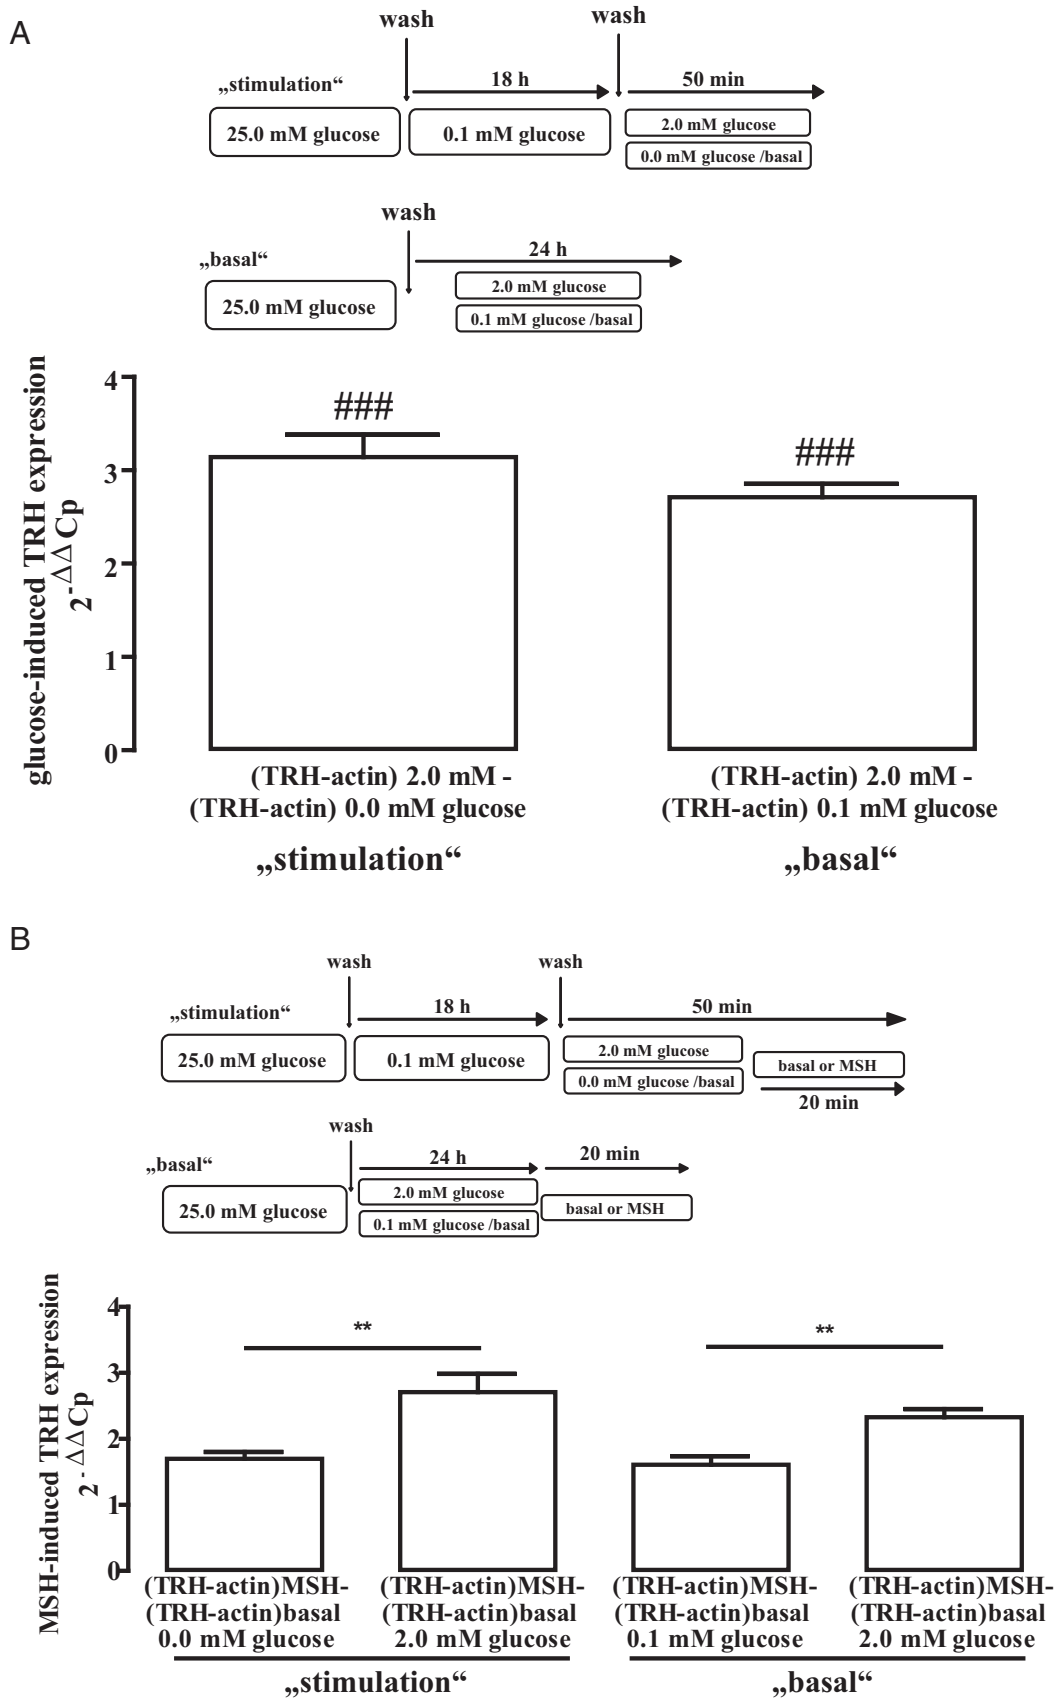 A
wash
wash
„stimulation“
18 h
50 min
25.0 mM glucose
0.1 mM glucose
2.0 mM glucose
0.0 mM glucose /basal
wash
„basal“
24 h
25.0 mM glucose
2.0 mM glucose
0.1 mM glucose /basal
glucose-induced TRH expression
2^-ΔΔCp
4
3
2
1
0
###
###
(TRH-actin) 2.0 mM -
(TRH-actin) 0.0 mM glucose
„stimulation“
(TRH-actin) 2.0 mM -
(TRH-actin) 0.1 mM glucose
„basal“
B
wash
wash
„stimulation“
18 h
50 min
25.0 mM glucose
0.1 mM glucose
2.0 mM glucose
0.0 mM glucose /basal
basal or MSH
20 min
wash
„basal“
24 h
20 min
25.0 mM glucose
2.0 mM glucose
0.1 mM glucose /basal
basal or MSH
MSH-induced TRH expression
2^-ΔΔCp
4
3
2
1
0
**
**
(TRH-actin)MSH-
(TRH-actin)basal
0.0 mM glucose
(TRH-actin)MSH-
(TRH-actin)basal
2.0 mM glucose
(TRH-actin)MSH-
(TRH-actin)basal
0.1 mM glucose
(TRH-actin)MSH-
(TRH-actin)basal
2.0 mM glucose
„stimulation“
„basal“